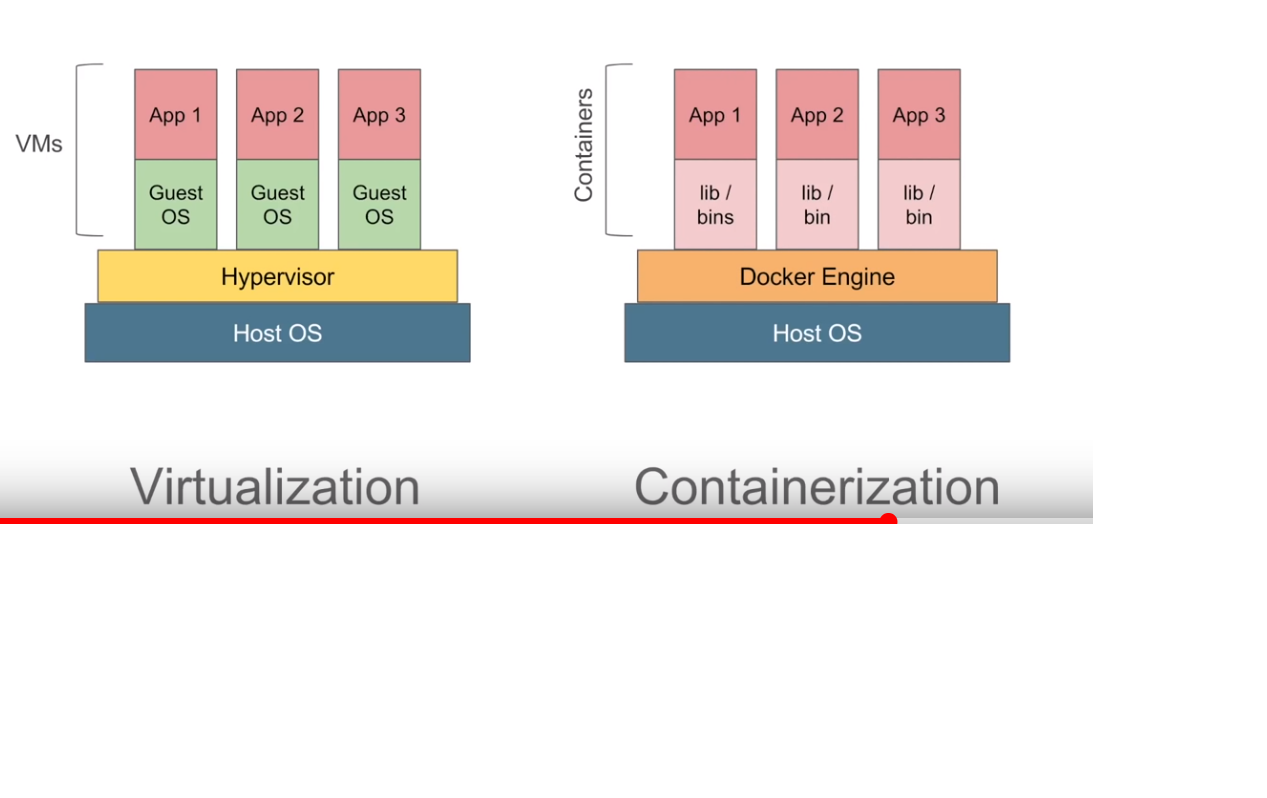 VMs
App 1
App 2
App 3
Guest
OS
Guest
OS
Guest
OS
Hypervisor
Host OS
Virtualization
Containers
App 1
App 2
App 3
lib /
bins
lib /
bin
lib /
bin
Docker Engine
Host OS
Containerization